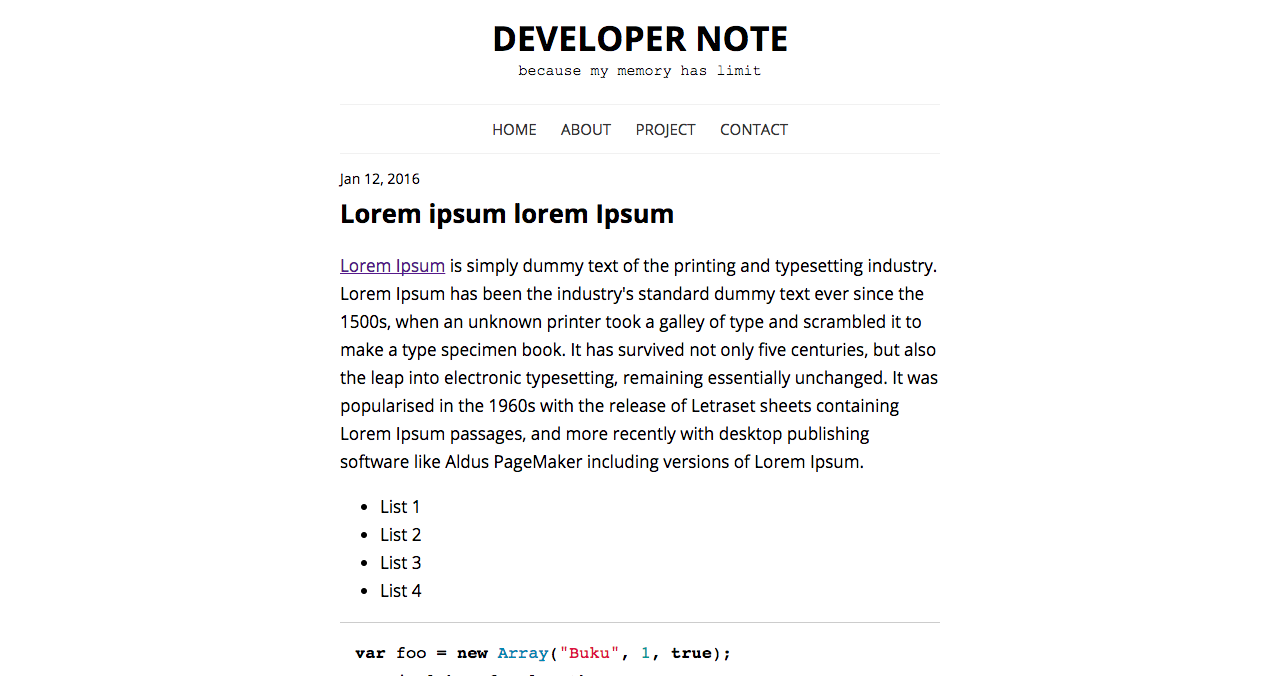 DEVELOPER NOTE
because my memory has limit
HOME ABOUT PROJECT CONTACT
Jan 12, 2016
Lorem ipsum lorem Ipsum
Lorem Ipsum is simply dummy text of the printing and typesetting industry.
Lorem Ipsum has been the industry's standard dummy text ever since the
1500s, when an unknown printer took a galley of type and scrambled it to
make a type specimen book. It has survived not only five centuries, but also
the leap into electronic typesetting, remaining essentially unchanged. It was
popularised in the 1960s with the release of Letraset sheets containing
Lorem Ipsum passages, and more recently with desktop publishing
software like Aldus PageMaker including versions of Lorem Ipsum.
• List 1
• List 2
• List 3
• List 4
var foo = new Array("Buku", 1, true);